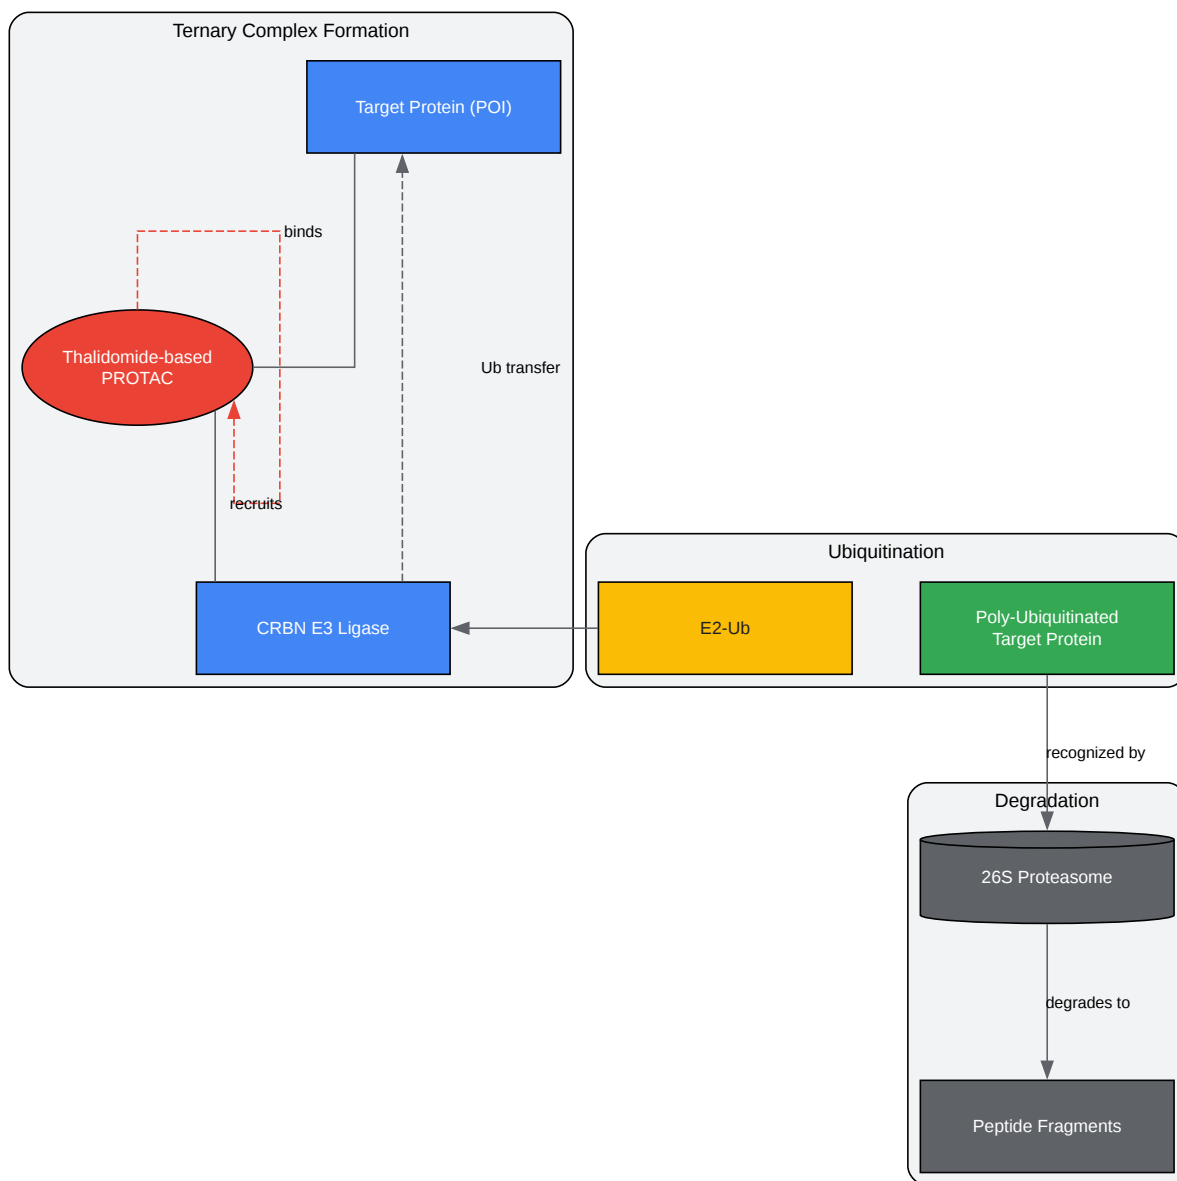 Ternary Complex Formation
Target Protein (POI)
binds
Thalidomide-based
PROTAC
Ub transfer
recruits
CRBN E3 Ligase
Ubiquitination
E2-Ub
Poly-Ubiquitinated
Target Protein
recognized by
Degradation
26S Proteasome
degrades to
Peptide Fragments